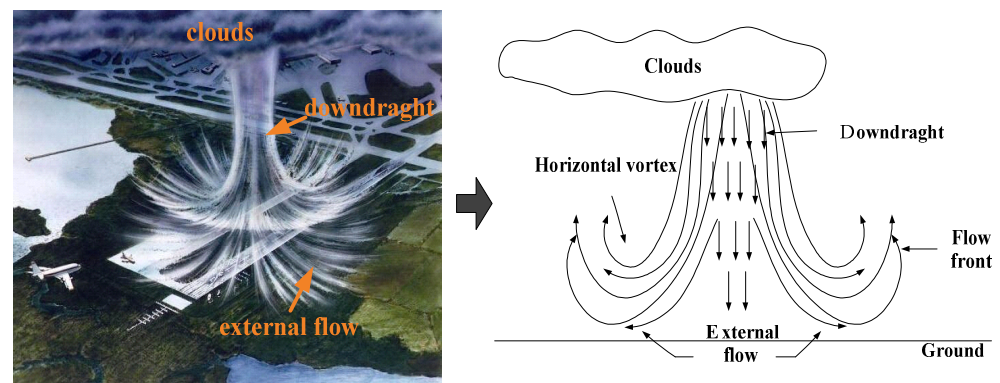 clouds
downdraght
external flow
Clouds
Downdraght
Horizontal vortex
Flow
front
External
flow
Ground